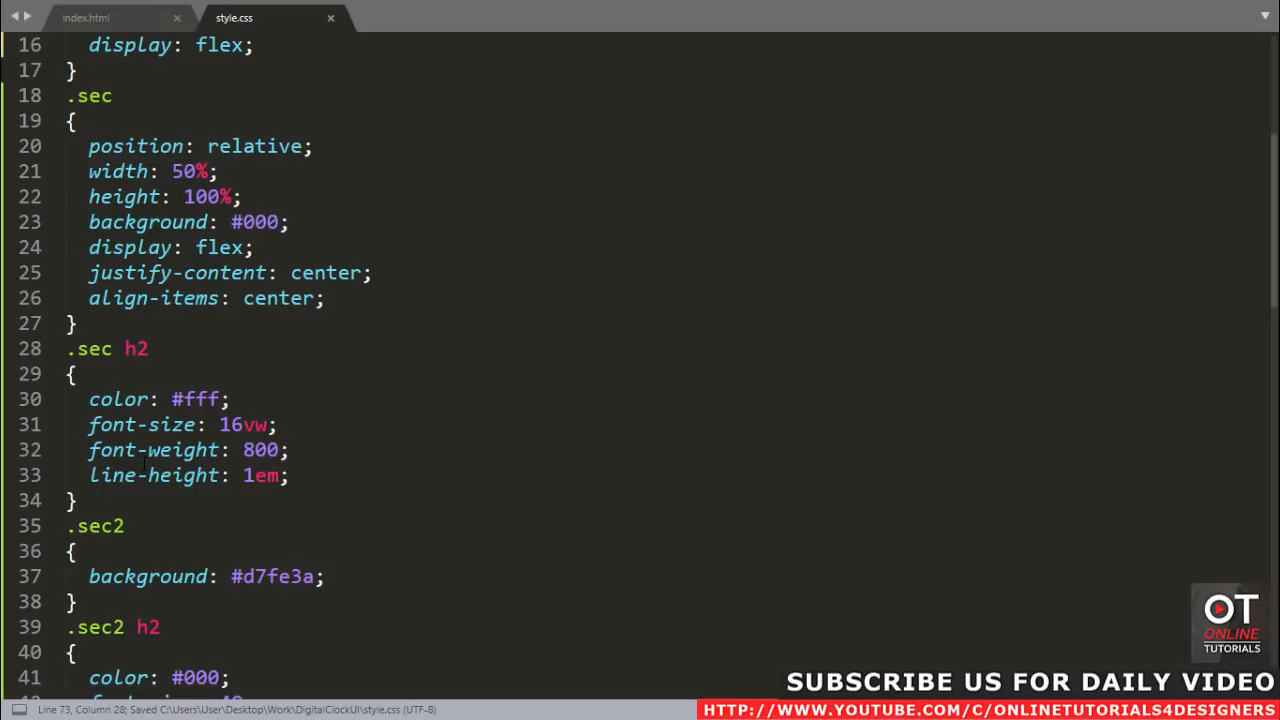 index.html
style.css
16 display: flex;
17 }
18 .sec
19 {
20 position: relative;
21 width: 50%;
22 height: 100%;
23 background: #000;
24 display: flex;
25 justify-content: center;
26 align-items: center;
27 }
28 .sec h2
29 {
30 color: #fff;
31 font-size: 16vw;
32 font-weight: 800;
33 line-height: 1em;
34 }
35 .sec2
36 {
37 background: #d7fe3a;
38 }
39 .sec2 h2
40 {
41 color: #000;
OT
ONLINE
TUTORIALS
SUBSCRIBE US FOR DAILY VIDEO
Line 73, Column 28; Saved C:\Users\User\Desktop\Work\DigitalClockUI\style.css (UTF-8)
HTTP://WWW.YOUTUBE.COM/C/ONLINETUTORIALS4DESIGNERS